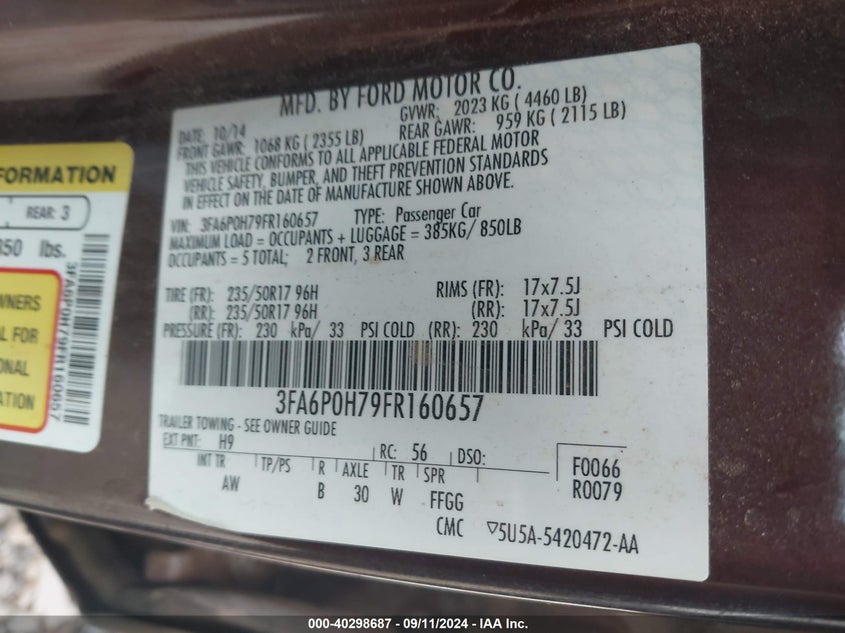 MFD. BY FORD MOTOR CO.
DATE: 10/14
GVWR: 2023 KG ( 4460 LB)
FRONT GAWR: 1068 KG ( 2355 LB)
REAR GAWR: 959 KG ( 2115 LB)
THIS VEHICLE CONFORMS TO ALL APPLICABLE FEDERAL MOTOR
VEHICLE SAFETY, BUMPER, AND THEFT PREVENTION STANDARDS
IN EFFECT ON THE DATE OF MANUFACTURE SHOWN ABOVE.
VIN: 3FA6P0H79FR160657 TYPE: Passenger Car
MAXIMUM LOAD = OCCUPANTS + LUGGAGE = 385KG/ 850LB
OCCUPANTS = 5 TOTAL; 2 FRONT, 3 REAR
TIRE (FR): 235/50R17 96H RIMS (FR): 17x7.5J
(RR): 235/50R17 96H (RR): 17x7.5J
PRESSURE (FR): 230 kPa/ 33 PSI COLD (RR): 230 kPa/ 33 PSI COLD
3FA6P0H79FR160657
TRAILER TOWING - SEE OWNER GUIDE
EXT PNT: H9 RC: 56 DSO:
INT TR TP/PS R AXLE TR SPR
AW B 30 W FFGG
F0066
R0079
CMC ▽5U5A-5420472-AA
FORMATION
REAR: 3
850 lbs.
3FA6P0H79FR160657
WNERS
AL FOR
ONAL
ION
000-40298687 - 09/11/2024 - IAA Inc.